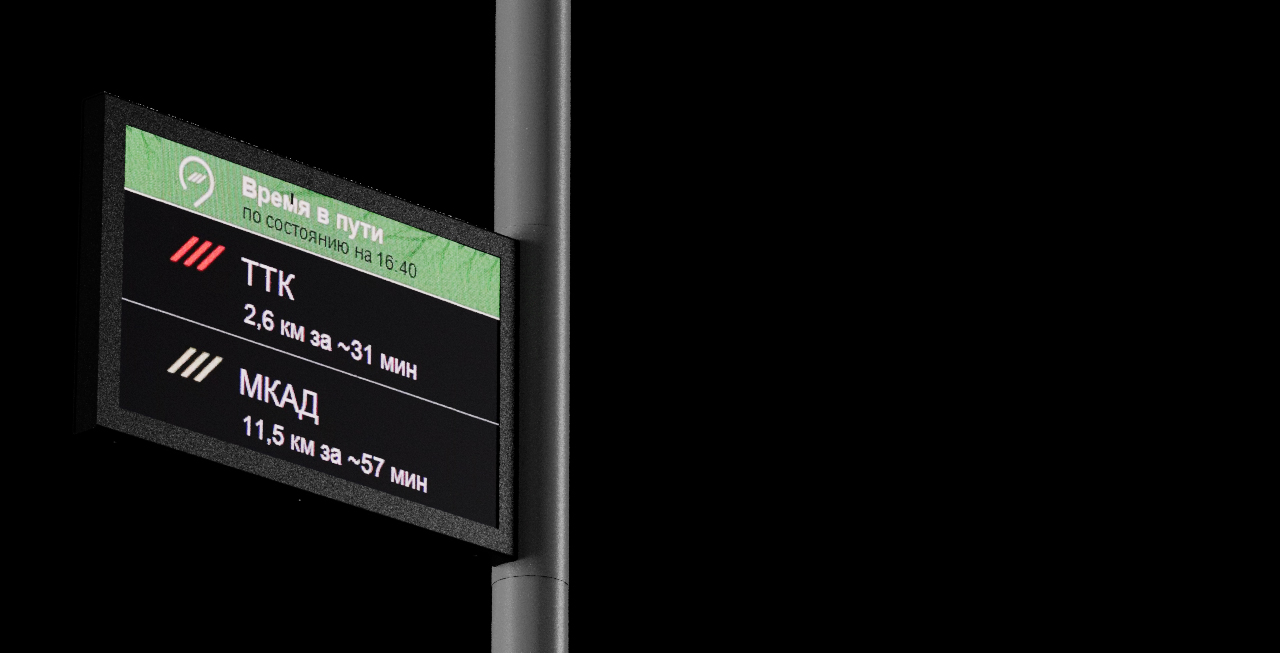 Время в пути
по состоянию на 16:40
ТТК
2,6 км за ~31 мин
МКАД
11,5 км за ~57 мин